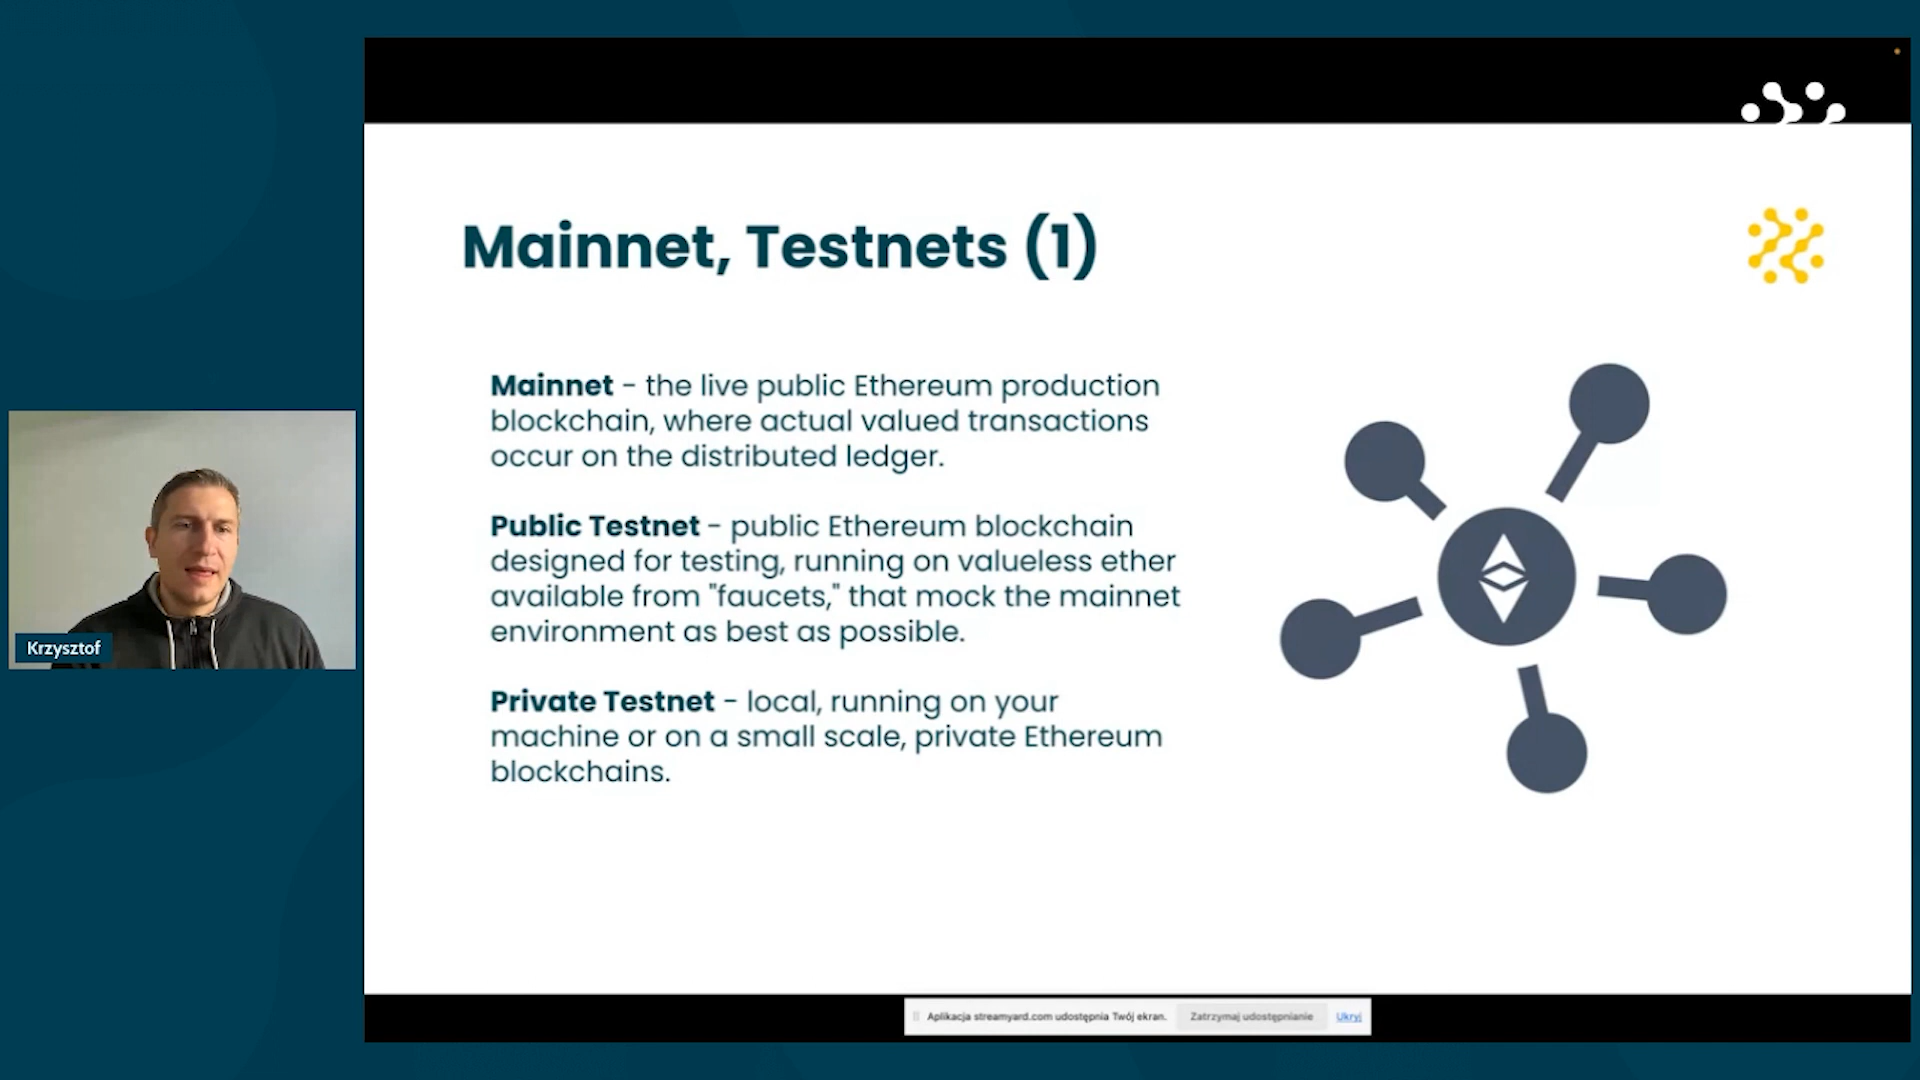 Mainnet, Testnets (1)
Mainnet - the live public Ethereum production
blockchain, where actual valued transactions
occur on the distributed ledger.
Public Testnet - public Ethereum blockchain
designed for testing, running on valueless ether
available from "faucets," that mock the mainnet
environment as best as possible.
Private Testnet - local, running on your
machine or on a small scale, private Ethereum
blockchains.
Krzysztof
Aplikacja streamyard.com udostępnia Twój ekran. Zatrzymaj udostępnianie Ukryj